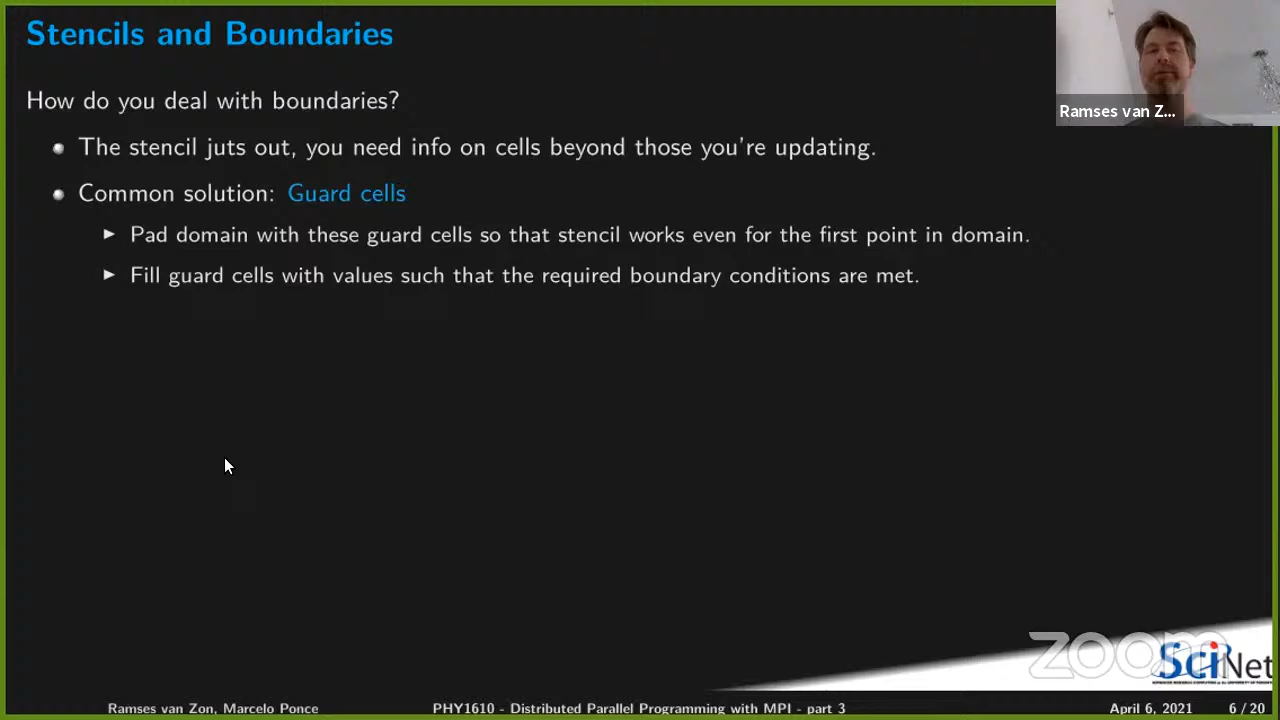 Stencils and Boundaries
How do you deal with boundaries?
The stencil juts out, you need info on cells beyond those you're updating.
Common solution: Guard cells
Pad domain with these guard cells so that stencil works even for the first point in domain.
Fill guard cells with values such that the required boundary conditions are met.
Ramses van Z...
zoom
SciNet
Ramses van Zon, Marcelo Ponce
PHY1610 - Distributed Parallel Programming with MPI - part 3
April 6, 2021
6 / 20